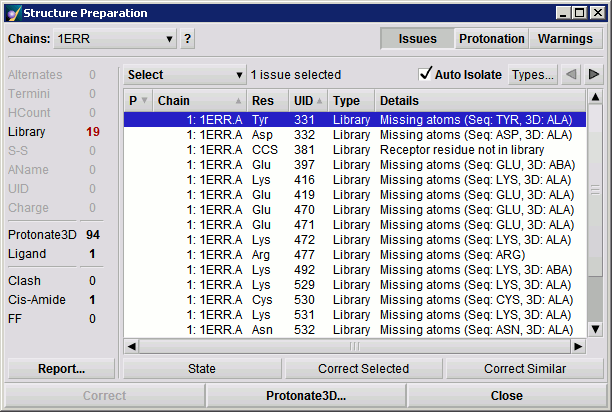 Structure Preparation
Chains: 1ERR ? Issues Protonation Warnings
Alternates 0
Termini 0
HCount 0
Library 19
S-S 0
AName 0
UID 0
Charge 0
Protonate3D 94
Ligand 1
Clash 0
Cis-Amide 1
FF 0
Report...
Select 1 issue selected Auto Isolate Types...
P Chain Res UID Type Details
1: 1ERR.A Tyr 331 Library Missing atoms (Seq: TYR, 3D: ALA)
1: 1ERR.A Asp 332 Library Missing atoms (Seq: ASP, 3D: ALA)
1: 1ERR.A CCS 381 Library Receptor residue not in library
1: 1ERR.A Glu 397 Library Missing atoms (Seq: GLU, 3D: ABA)
1: 1ERR.A Lys 416 Library Missing atoms (Seq: LYS, 3D: ALA)
1: 1ERR.A Glu 419 Library Missing atoms (Seq: GLU, 3D: ALA)
1: 1ERR.A Glu 470 Library Missing atoms (Seq: GLU, 3D: ALA)
1: 1ERR.A Glu 471 Library Missing atoms (Seq: GLU, 3D: ALA)
1: 1ERR.A Lys 472 Library Missing atoms (Seq: LYS, 3D: ALA)
1: 1ERR.A Arg 477 Library Missing atoms (Seq: ARG)
1: 1ERR.A Lys 492 Library Missing atoms (Seq: LYS, 3D: ABA)
1: 1ERR.A Lys 529 Library Missing atoms (Seq: LYS, 3D: ALA)
1: 1ERR.A Cys 530 Library Missing atoms (Seq: CYS, 3D: ALA)
1: 1ERR.A Lys 531 Library Missing atoms (Seq: LYS, 3D: ALA)
1: 1ERR.A Asn 532 Library Missing atoms (Seq: ASN, 3D: ALA)
State Correct Selected Correct Similar
Correct Protonate3D... Close